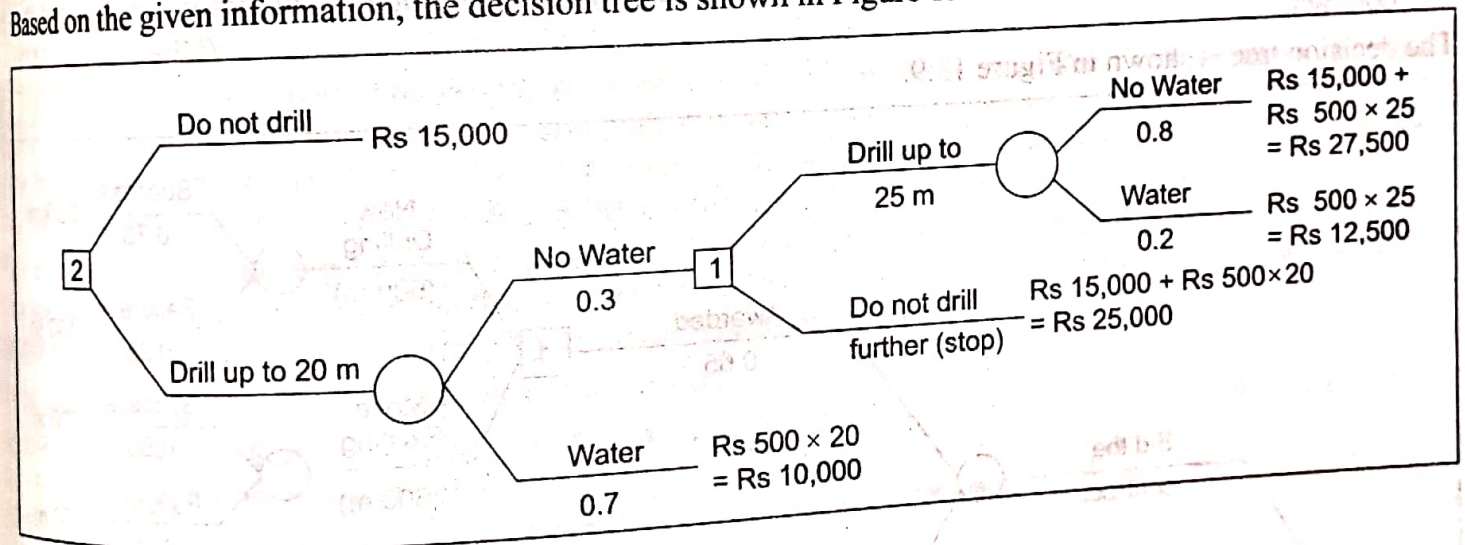 Based on the given information, the decision tree is shown in
Do not drill
Rs 15,000
2
Drill up to 20 m
No Water
0.3
Water
0.7
Rs 500 × 20
= Rs 10,000
1
Drill up to
25 m
Do not drill
further (stop)
Rs 15,000 + Rs 500×20
= Rs 25,000
No Water
0.8
Rs 15,000 +
Rs 500 × 25
= Rs 27,500
Water
0.2
Rs 500 × 25
= Rs 12,500